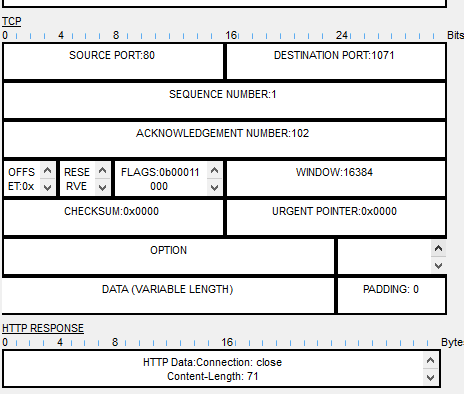 TCP
0 4 8 16 24 Bits
SOURCE PORT:80 DESTINATION PORT:1071
SEQUENCE NUMBER:1
ACKNOWLEDGEMENT NUMBER:102
OFFS RESE FLAGS:0b00011 WINDOW:16384
ET:0x RVE 000
CHECKSUM:0x0000 URGENT POINTER:0x0000
OPTION
DATA (VARIABLE LENGTH) PADDING: 0
HTTP RESPONSE
0 4 8 16 Bytes
HTTP Data:Connection: close
Content-Length: 71